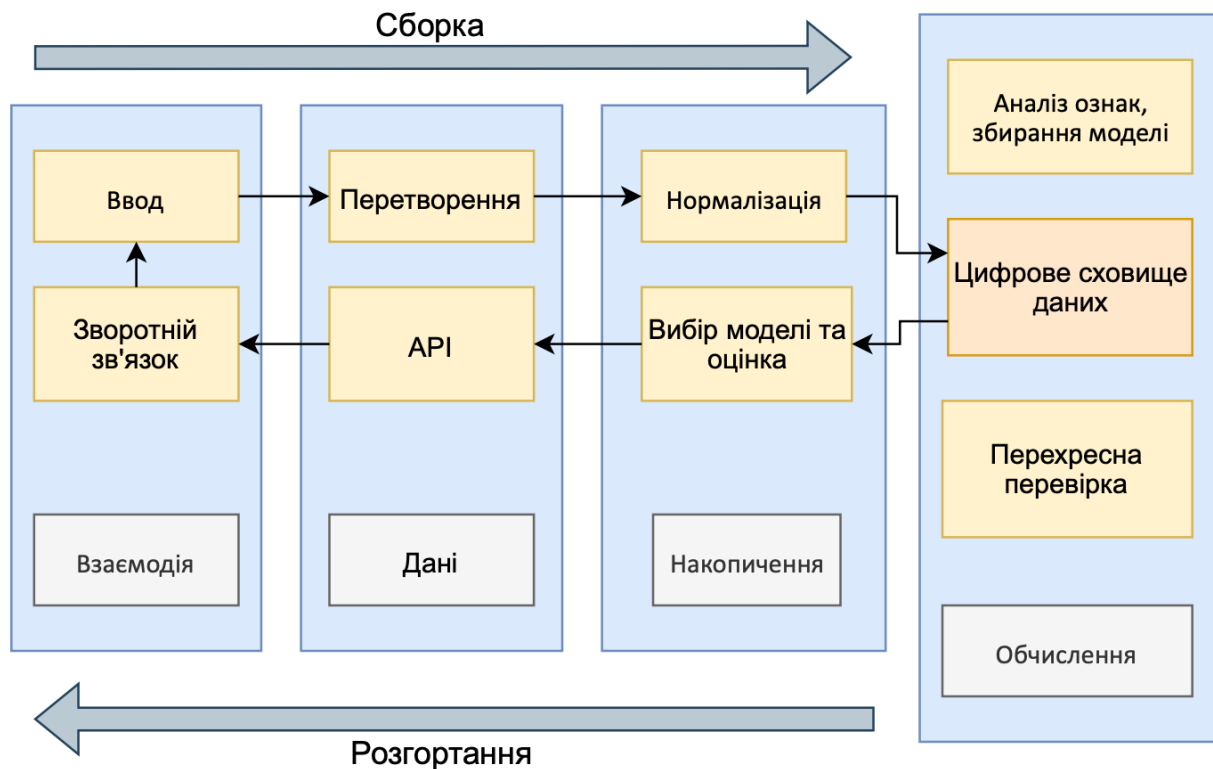 Сборка
Ввод
Перетворення
Нормалізація
Аналіз ознак,
збирання моделі
Цифрове сховище
даних
Зворотній
зв'язок
API
Вибір моделі та
оцінка
Перехресна
перевірка
Взаємодія
Дані
Накопичення
Обчислення
Розгортання